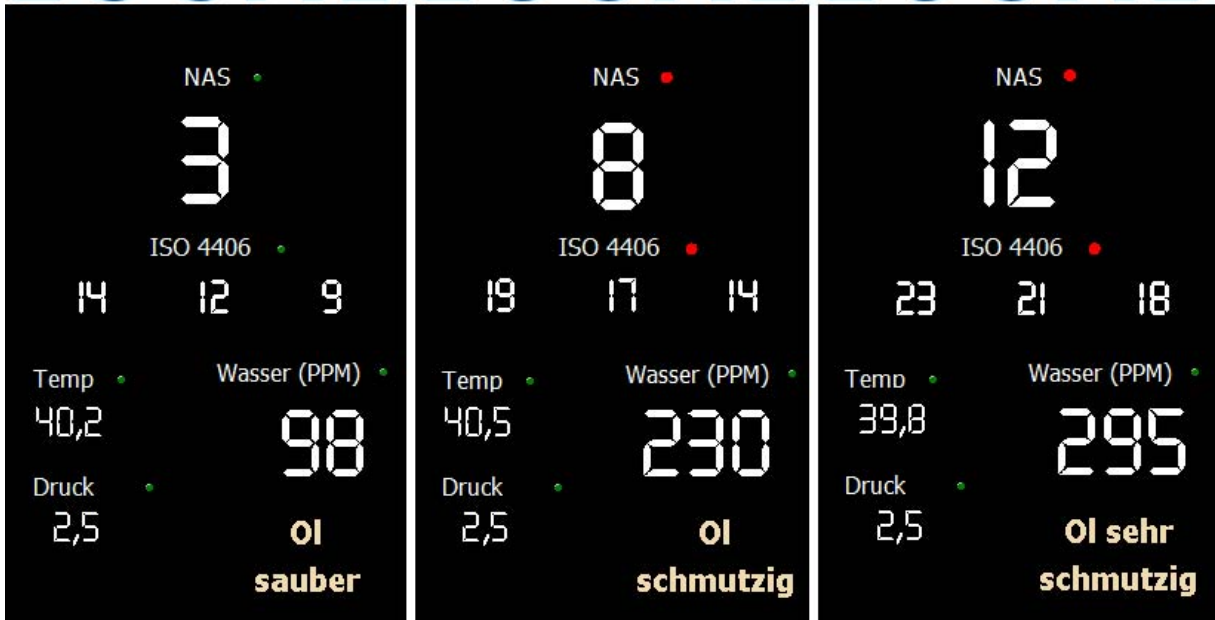 NAS
3
ISO 4406
14 12 9
Temp
40,2
Wasser (PPM)
98
Druck
2,5
Ol
sauber
NAS
8
ISO 4406
19 17 14
Temp
40,5
Wasser (PPM)
230
Druck
2,5
Ol
schmutzig
NAS
12
ISO 4406
23 21 18
Temp
39,8
Wasser (PPM)
295
Druck
2,5
Ol sehr
schmutzig